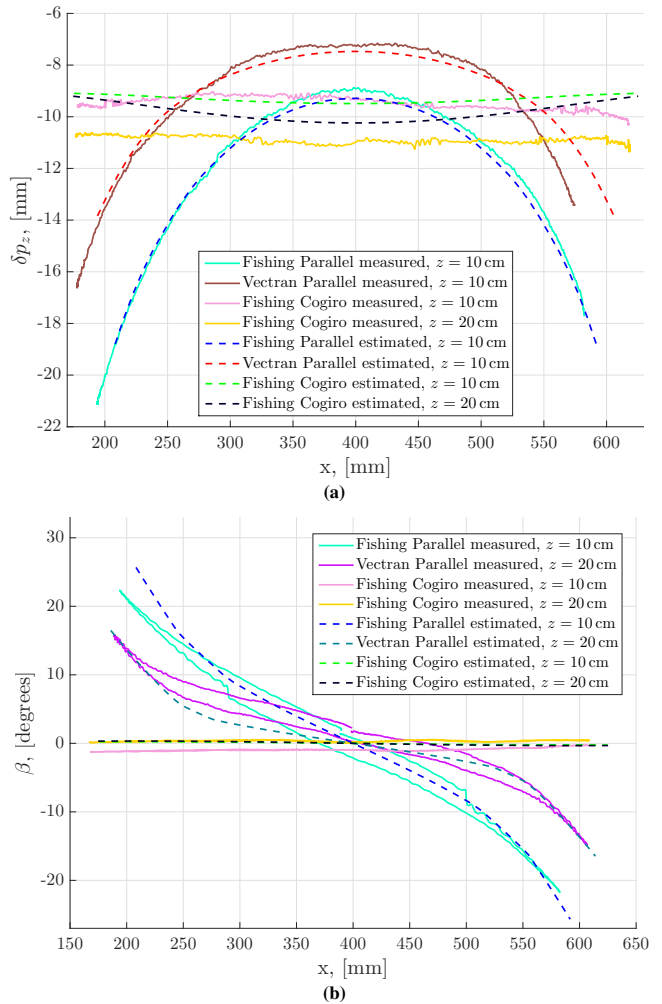 -6
-8
-10
-12
-14
-16
-18
-20
-22
δp_z, [mm]
Fishing Parallel measured, z = 10 cm
Vectran Parallel measured, z = 10 cm
Fishing Cogiro measured, z = 10 cm
Fishing Cogiro measured, z = 20 cm
Fishing Parallel estimated, z = 10 cm
Vectran Parallel estimated, z = 10 cm
Fishing Cogiro estimated, z = 10 cm
Fishing Cogiro estimated, z = 20 cm
200 250 300 350 400 450 500 550 600
x, [mm]
(a)
30
20
10
0
-10
-20
β, [degrees]
Fishing Parallel measured, z = 10 cm
Vectran Parallel measured, z = 20 cm
Fishing Cogiro measured, z = 10 cm
Fishing Cogiro measured, z = 20 cm
Fishing Parallel estimated, z = 10 cm
Vectran Parallel estimated, z = 20 cm
Fishing Cogiro estimated, z = 10 cm
Fishing Cogiro estimated, z = 20 cm
150 200 250 300 350 400 450 500 550 600 650
x, [mm]
(b)